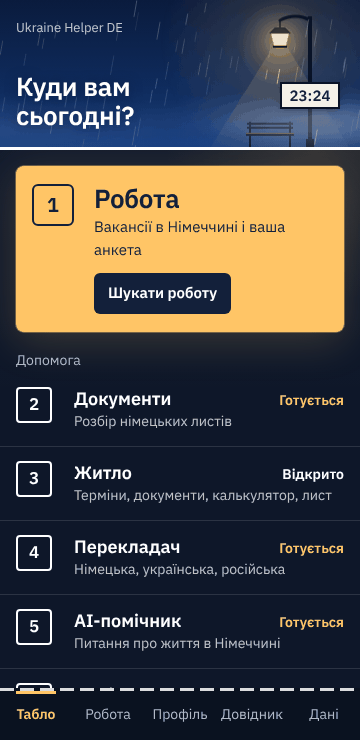 Ukraine Helper DE
Куди вам
сьогодні?
23:24
1
Робота
Вакансії в Німеччині і ваша
анкета
Шукати роботу
Допомога
2
Документи
Готується
Розбір німецьких листів
3
Житло
Відкрито
Терміни, документи, калькулятор, лист
4
Перекладач
Готується
Німецька, українська, російська
5
AI-помічник
Готується
Питання про життя в Німеччині
Табло
Робота
Профіль
Довідник
Дані